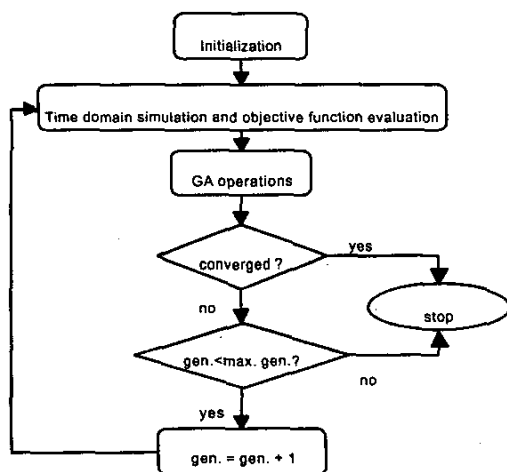 Initialization
Time domain simulation and objective function evaluation
GA operations
yes
converged ?
no
stop
gen.<max. gen.?
no
yes
gen. = gen. + 1